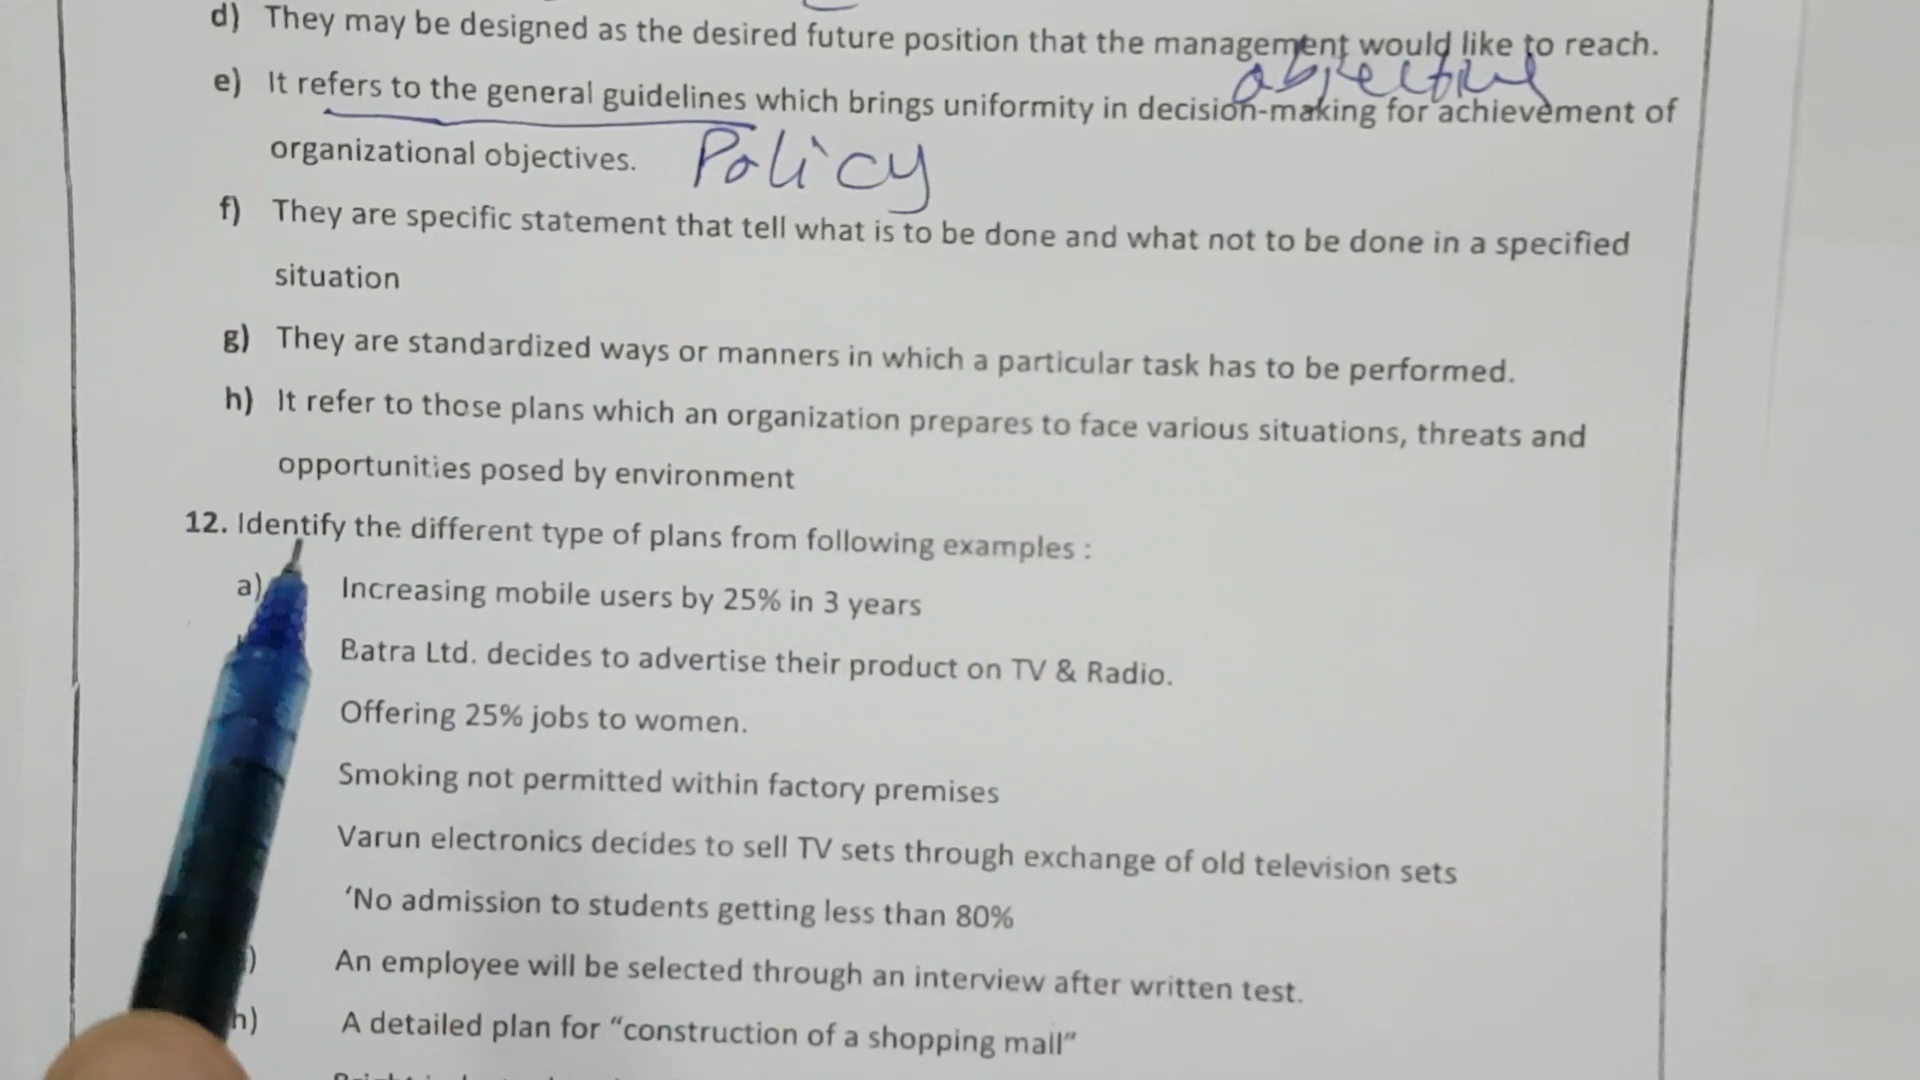 d) They may be designed as the desired future position that the management would like to reach.
objective
e) It refers to the general guidelines which brings uniformity in decision-making for achievement of
organizational objectives. Policy
f) They are specific statement that tell what is to be done and what not to be done in a specified
situation
g) They are standardized ways or manners in which a particular task has to be performed.
h) It refer to those plans which an organization prepares to face various situations, threats and
opportunities posed by environment
12. Identify the different type of plans from following examples :
a) Increasing mobile users by 25% in 3 years
Batra Ltd. decides to advertise their product on TV & Radio.
Offering 25% jobs to women.
Smoking not permitted within factory premises
Varun electronics decides to sell TV sets through exchange of old television sets
‘No admission to students getting less than 80%
) An employee will be selected through an interview after written test.
h) A detailed plan for “construction of a shopping mall”